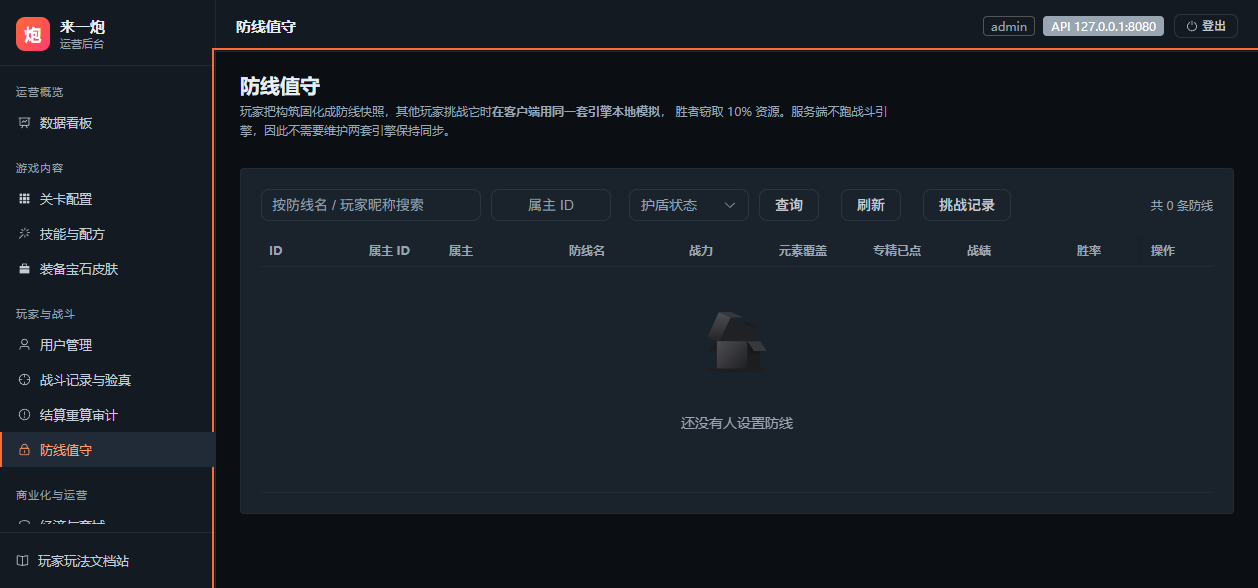 炮
来一炮
运营后台
运营概览
数据看板
游戏内容
关卡配置
技能与配方
装备宝石皮肤
玩家与战斗
用户管理
战斗记录与验真
结算重算审计
防线值守
商业化与运营
经济与商城
玩家玩法文档站
防线值守
admin
API 127.0.0.1:8080
登出
防线值守
玩家把构筑固化成防线快照，其他玩家挑战它时在客户端用同一套引擎本地模拟， 胜者窃取 10% 资源。服务端不跑战斗引
擎，因此不需要维护两套引擎保持同步。
按防线名 / 玩家昵称搜索
属主 ID
护盾状态
查询
刷新
挑战记录
共 0 条防线
ID 属主 ID 属主 防线名 战力 元素覆盖 专精已点 战绩 胜率 操作
还没有人设置防线